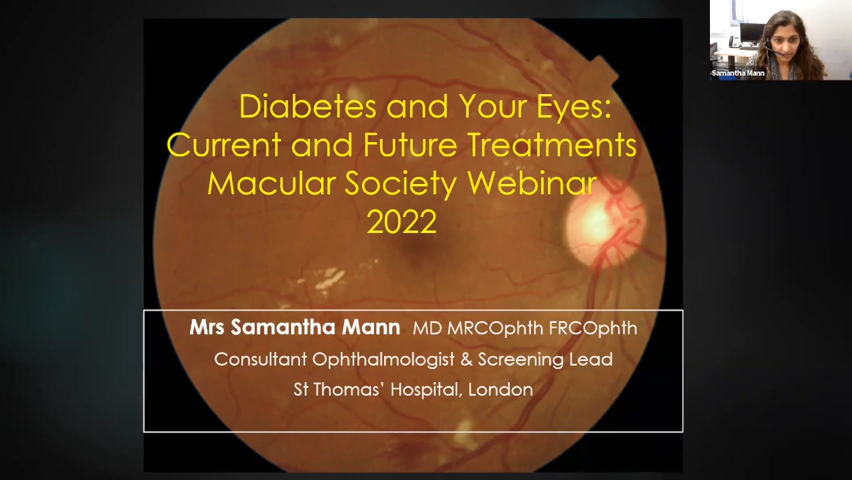 Diabetes and Your Eyes:
Current and Future Treatments
Macular Society Webinar
2022
Mrs Samantha Mann MD MRCOphth FRCOphth
Consultant Ophthalmologist & Screening Lead
St Thomas’ Hospital, London
Samantha Mann